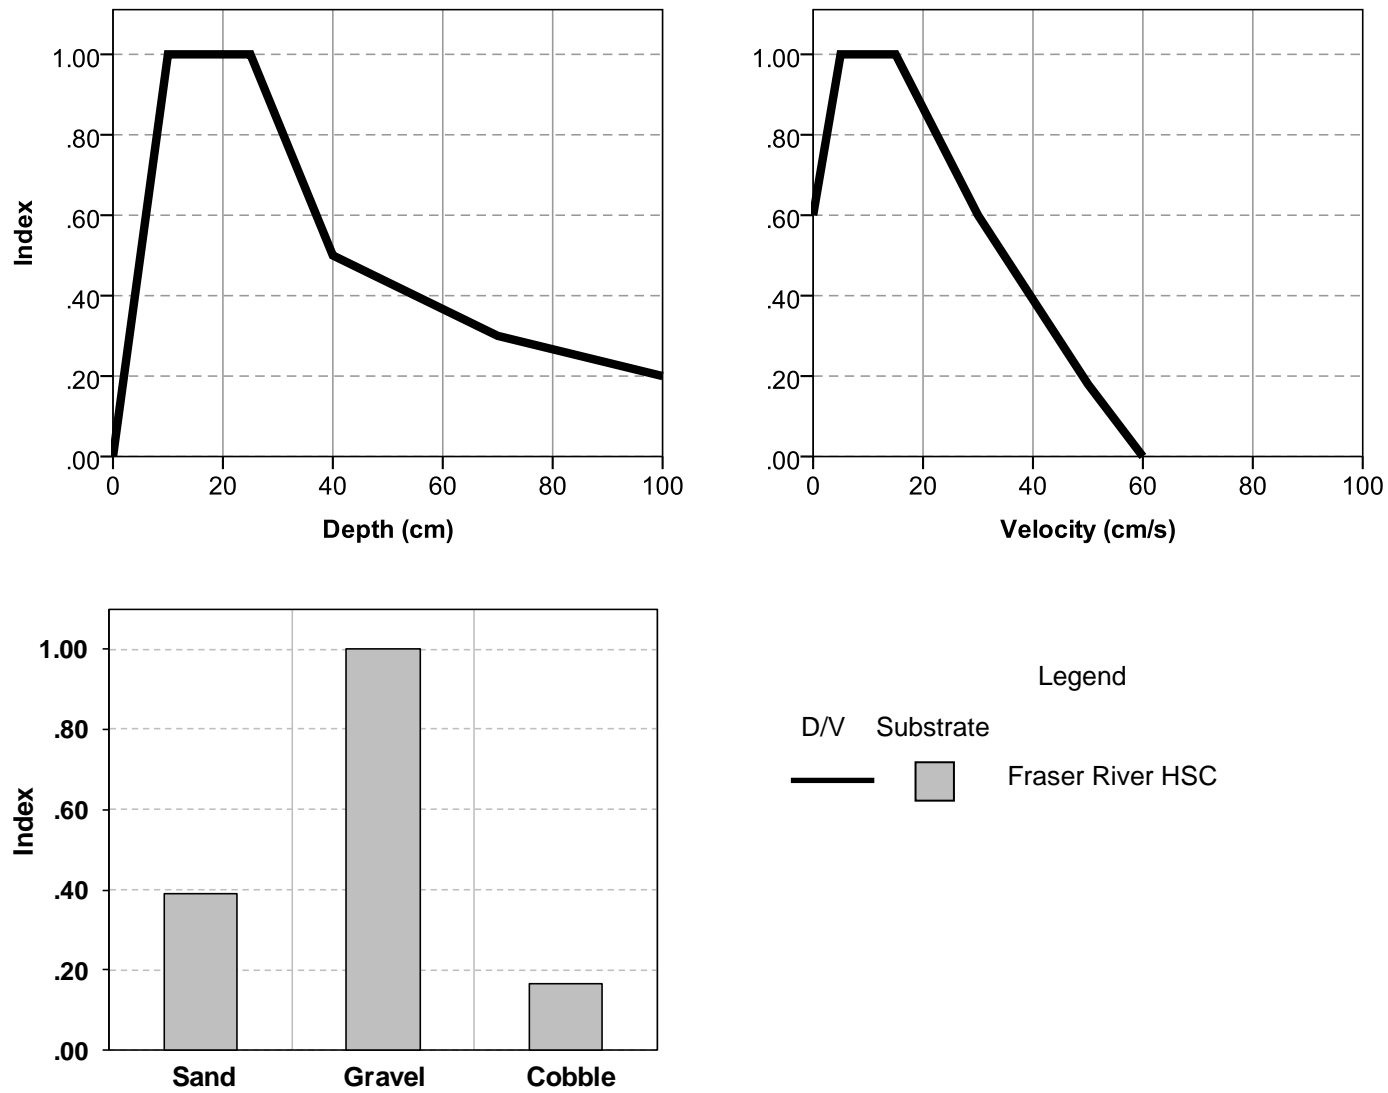 Index
1.00
.80
.60
.40
.20
.00
0 20 40 60 80 100
Depth (cm)
1.00
.80
.60
.40
.20
.00
0 20 40 60 80 100
Velocity (cm/s)
Index
1.00
.80
.60
.40
.20
.00
Sand Gravel Cobble
Legend
D/V Substrate
Fraser River HSC